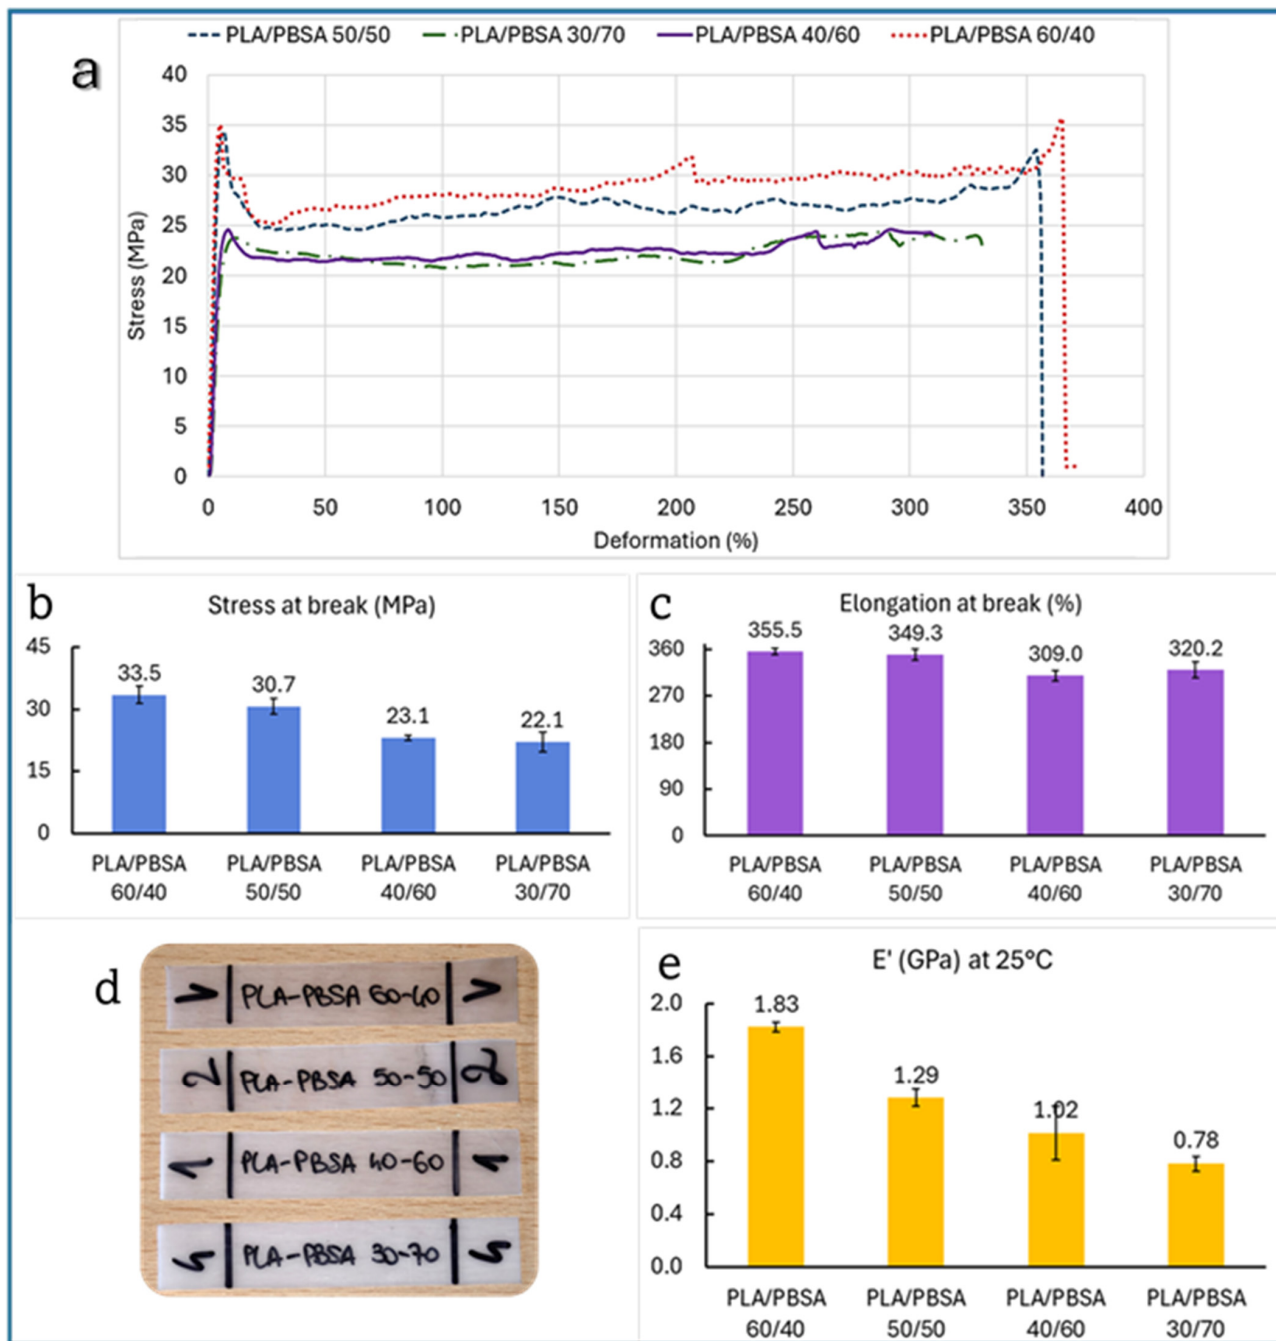 PLA/PBSA 50/50 PLA/PBSA 30/70 PLA/PBSA 40/60 PLA/PBSA 60/40
a
40
35
30
25
20
15
10
5
0
Stress (MPa)
0 50 100 150 200 250 300 350 400
Deformation (%)
b
Stress at break (MPa)
45
30
15
0
33.5
30.7
23.1
22.1
PLA/PBSA PLA/PBSA PLA/PBSA PLA/PBSA
60/40 50/50 40/60 30/70
c
Elongation at break (%)
360
270
180
90
0
355.5
349.3
309.0
320.2
PLA/PBSA PLA/PBSA PLA/PBSA PLA/PBSA
60/40 50/50 40/60 30/70
d
PLA-PBSA 60-40
2 PLA-PBSA 50-50 2
1 PLA-PBSA 40-60 1
PLA-PBSA 30-70
e
E' (GPa) at 25°C
2.0
1.6
1.2
0.8
0.4
0.0
1.83
1.29
1.02
0.78
PLA/PBSA PLA/PBSA PLA/PBSA PLA/PBSA
60/40 50/50 40/60 30/70